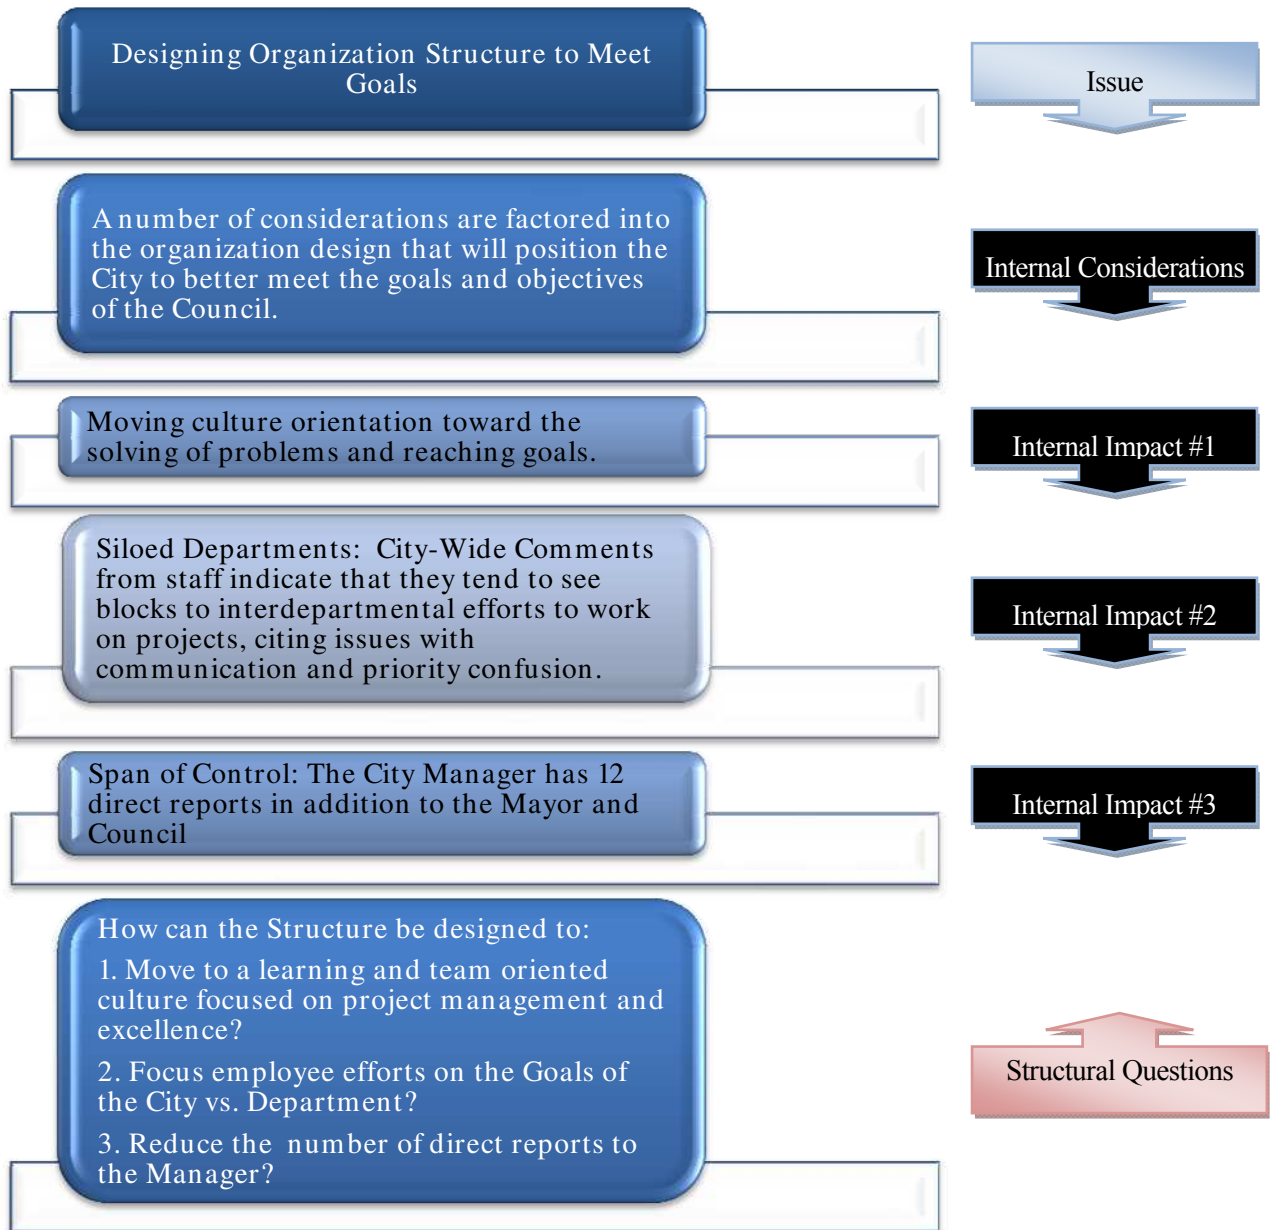 Designing Organization Structure to Meet
Goals
Issue
A number of considerations are factored into
the organization design that will position the
City to better meet the goals and objectives
of the Council.
Internal Considerations
Moving culture orientation toward the
solving of problems and reaching goals.
Internal Impact #1
Siloed Departments: City-Wide Comments
from staff indicate that they tend to see
blocks to interdepartmental efforts to work
on projects, citing issues with
communication and priority confusion.
Internal Impact #2
Span of Control: The City Manager has 12
direct reports in addition to the Mayor and
Council
Internal Impact #3
How can the Structure be designed to:
1. Move to a learning and team oriented
culture focused on project management and
excellence?
2. Focus employee efforts on the Goals of
the City vs. Department?
3. Reduce the number of direct reports to
the Manager?
Structural Questions